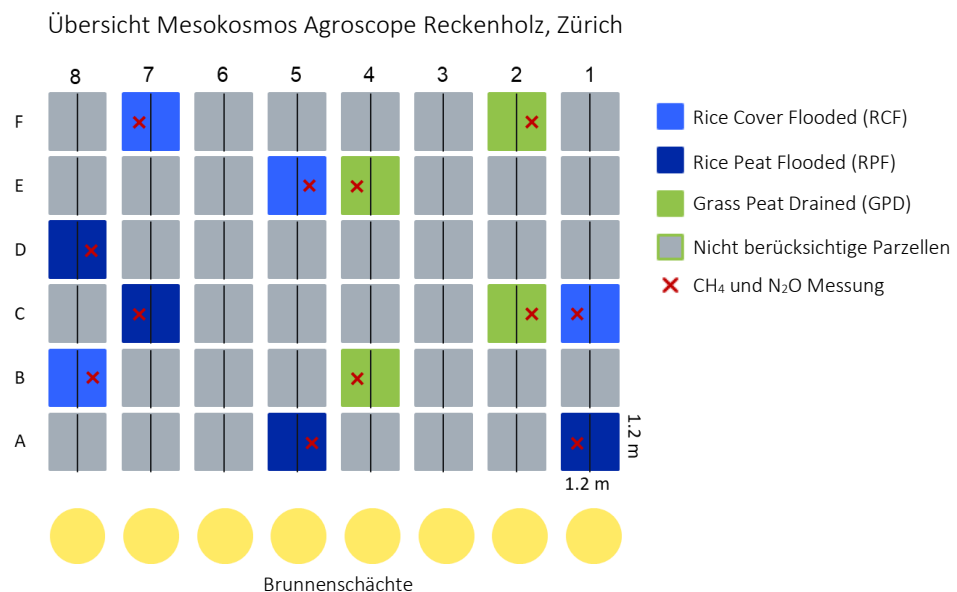 Übersicht Mesokosmos Agroscope Reckenholz, Zürich
8 7 6 5 4 3 2 1
F
E
D
C
B
A
Rice Cover Flooded (RCF)
Rice Peat Flooded (RPF)
Grass Peat Drained (GPD)
Nicht berücksichtige Parzellen
CH₄ und N₂O Messung
1.2 m
1.2 m
Brunnenschächte